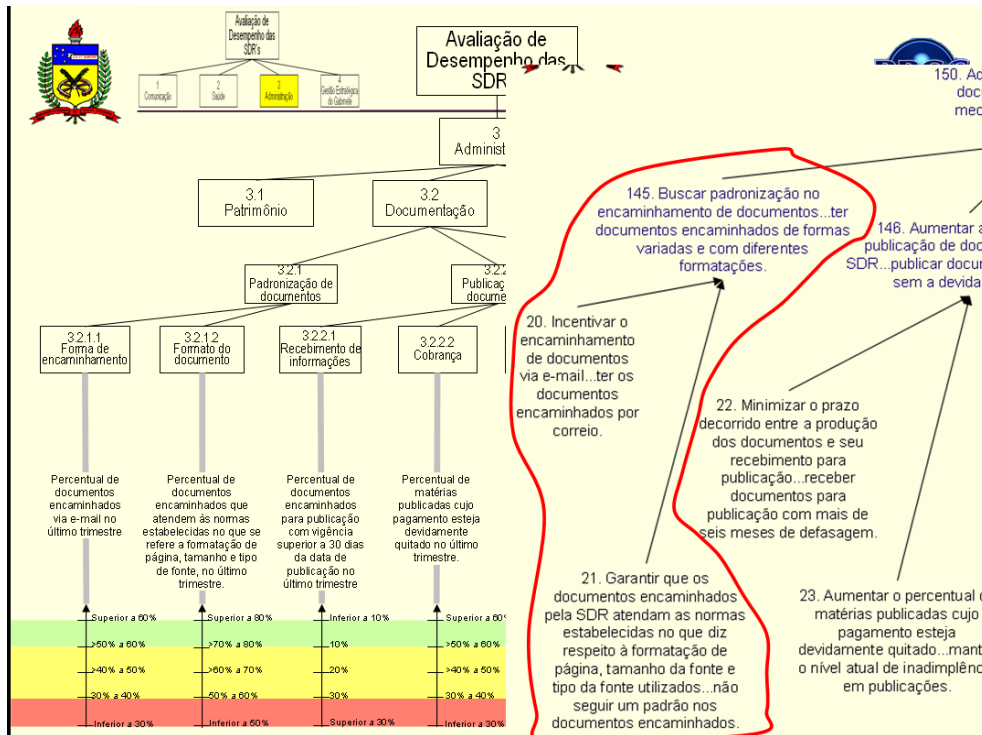 Avaliação de
Desempenho das
SDR's
1
Comunicação
2
Saúde
3
Administração
4
Gestão Estratégica
do Gabinete
Avaliação de
Desempenho das
SDR
3
Administ
3.1
Patrimônio
3.2
Documentação
3.2.1
Padronização de
documentos
3.2.2
Publicaç
docume
3.2.1.1
Forma de
encaminhamento
3.2.1.2
Formato do
documento
3.2.2.1
Recebimento de
informações
3.2.2.2
Cobrança
Percentual de
documentos
encaminhados
via e-mail no
último trimestre
Percentual de
documentos
encaminhados que
atendem às normas
estabelecidas no que se
refere a formatação de
página, tamanho e tipo
de fonte, no último
trimestre.
Percentual de
documentos
encaminhados
para publicação
com vigência
superior a 30 dias
da data de
publicação no
último trimestre
Percentual de
matérias
publicadas cujo
pagamento esteja
devidamente
quitado no último
trimestre.
Superior a 60%
>50% a 60%
>40% a 50%
30% a 40%
Inferior a 30%
Superior a 80%
>70% a 80%
>60% a 70%
50% a 60%
Inferior a 50%
Inferior a 10%
10%
20%
30%
Superior a 30%
Superior a 60%
>50% a 60%
>40% a 50%
30% a 40%
Inferior a 30%
150. Ad
doc
mec
145. Buscar padronização no
encaminhamento de documentos...ter
documentos encaminhados de formas
variadas e com diferentes
formatações.
146. Aumentar a
publicação de doc
SDR...publicar docu
sem a devida
20. Incentivar o
encaminhamento
de documentos
via e-mail...ter os
documentos
encaminhados por
correio.
22. Minimizar o prazo
decorrido entre a produção
dos documentos e seu
recebimento para
publicação...receber
documentos para
publicação com mais de
seis meses de defasagem.
21. Garantir que os
documentos encaminhados
pela SDR atendam as normas
estabelecidas no que diz
respeito à formatação de
página, tamanho da fonte e
tipo da fonte utilizados...não
seguir um padrão nos
documentos encaminhados.
23. Aumentar o percentual d
matérias publicadas cujo
pagamento esteja
devidamente quitado...mant
o nível atual de inadimplênc
em publicações.